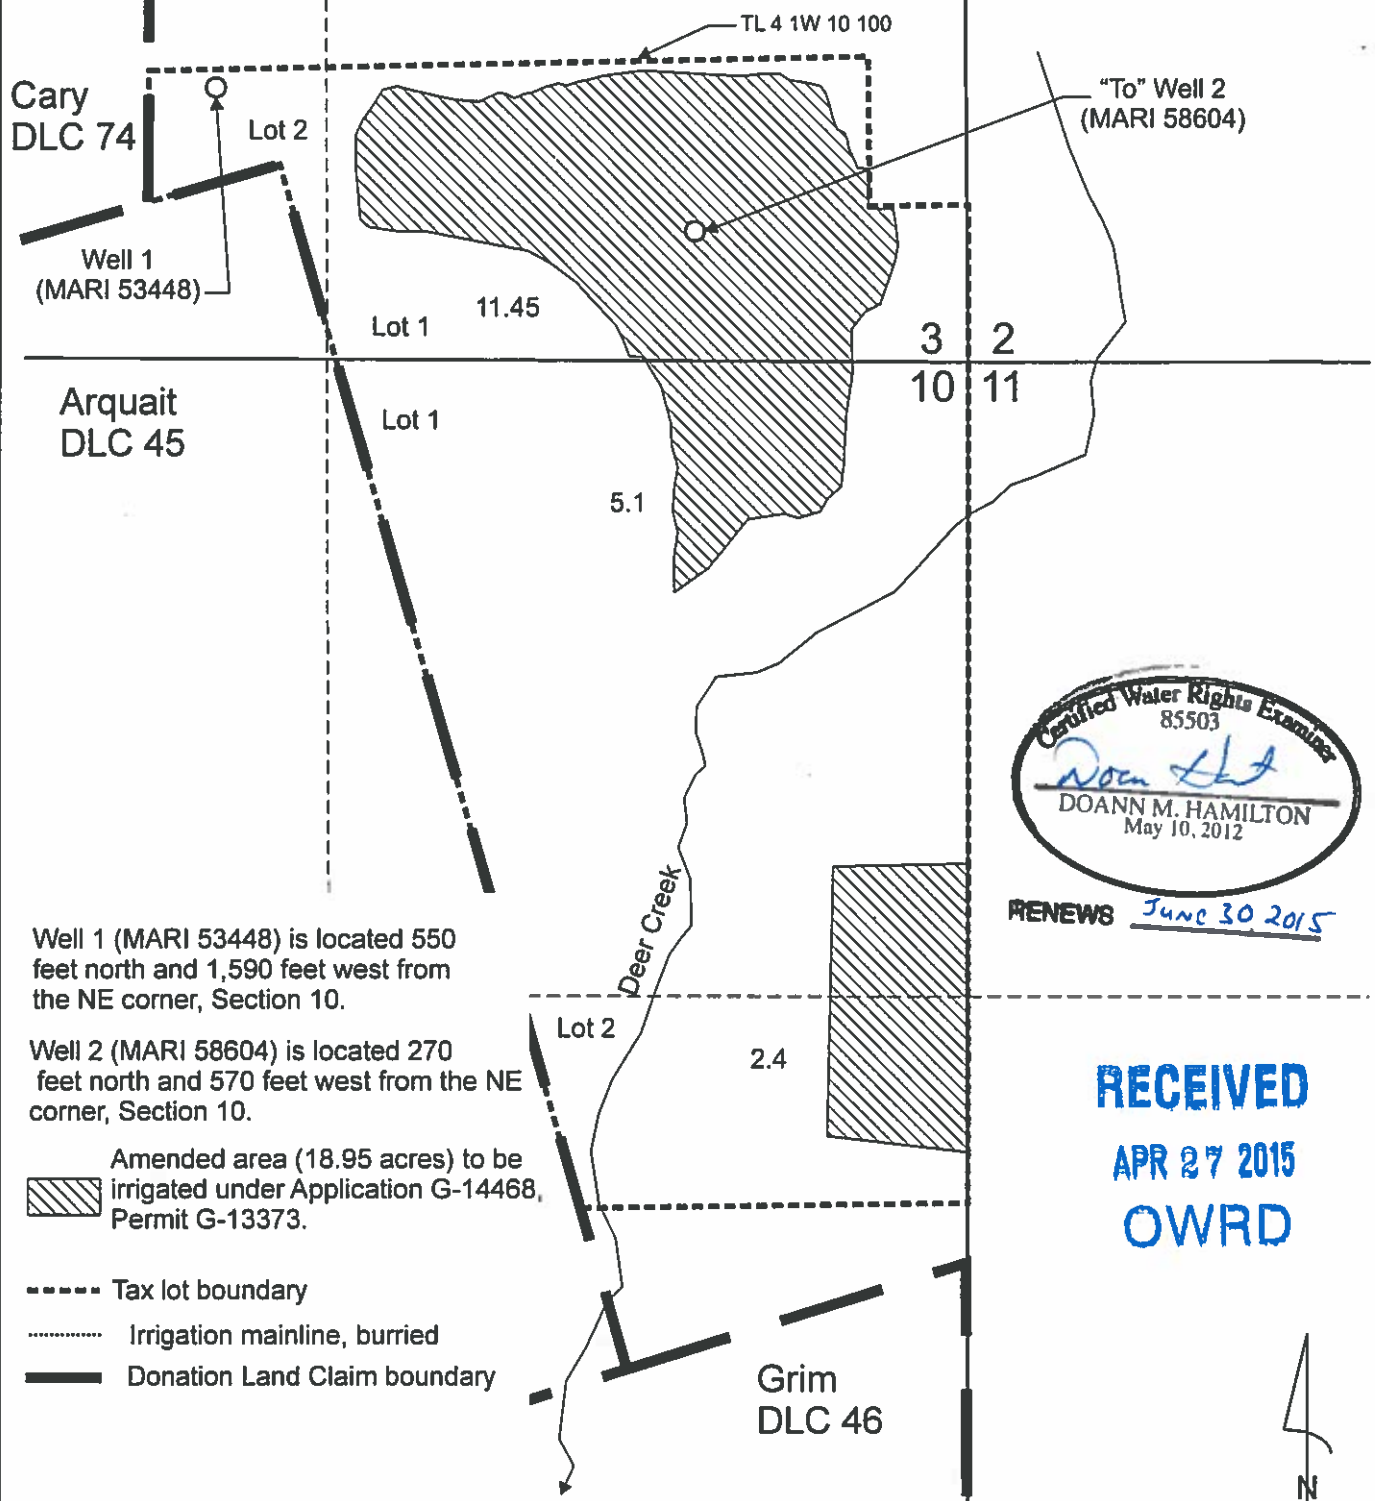 TL 4 1W 10 100
Cary
DLC 74
Lot 2
"To" Well 2
(MARI 58604)
Well 1
(MARI 53448)
11.45
Lot 1
3 2
10 11
Arquait
DLC 45
Lot 1
5.1
Certified Water Rights Examiner
85503
DOANN M. HAMILTON
May 10, 2012
RENEWS June 30 2015
Deer Creek
Well 1 (MARI 53448) is located 550
feet north and 1,590 feet west from
the NE corner, Section 10.
Lot 2
2.4
Well 2 (MARI 58604) is located 270
feet north and 570 feet west from the NE
corner, Section 10.
RECEIVED
APR 27 2015
OWRD
Amended area (18.95 acres) to be
irrigated under Application G-14468,
Permit G-13373.
Tax lot boundary
Irrigation mainline, burried
Donation Land Claim boundary
Grim
DLC 46
N